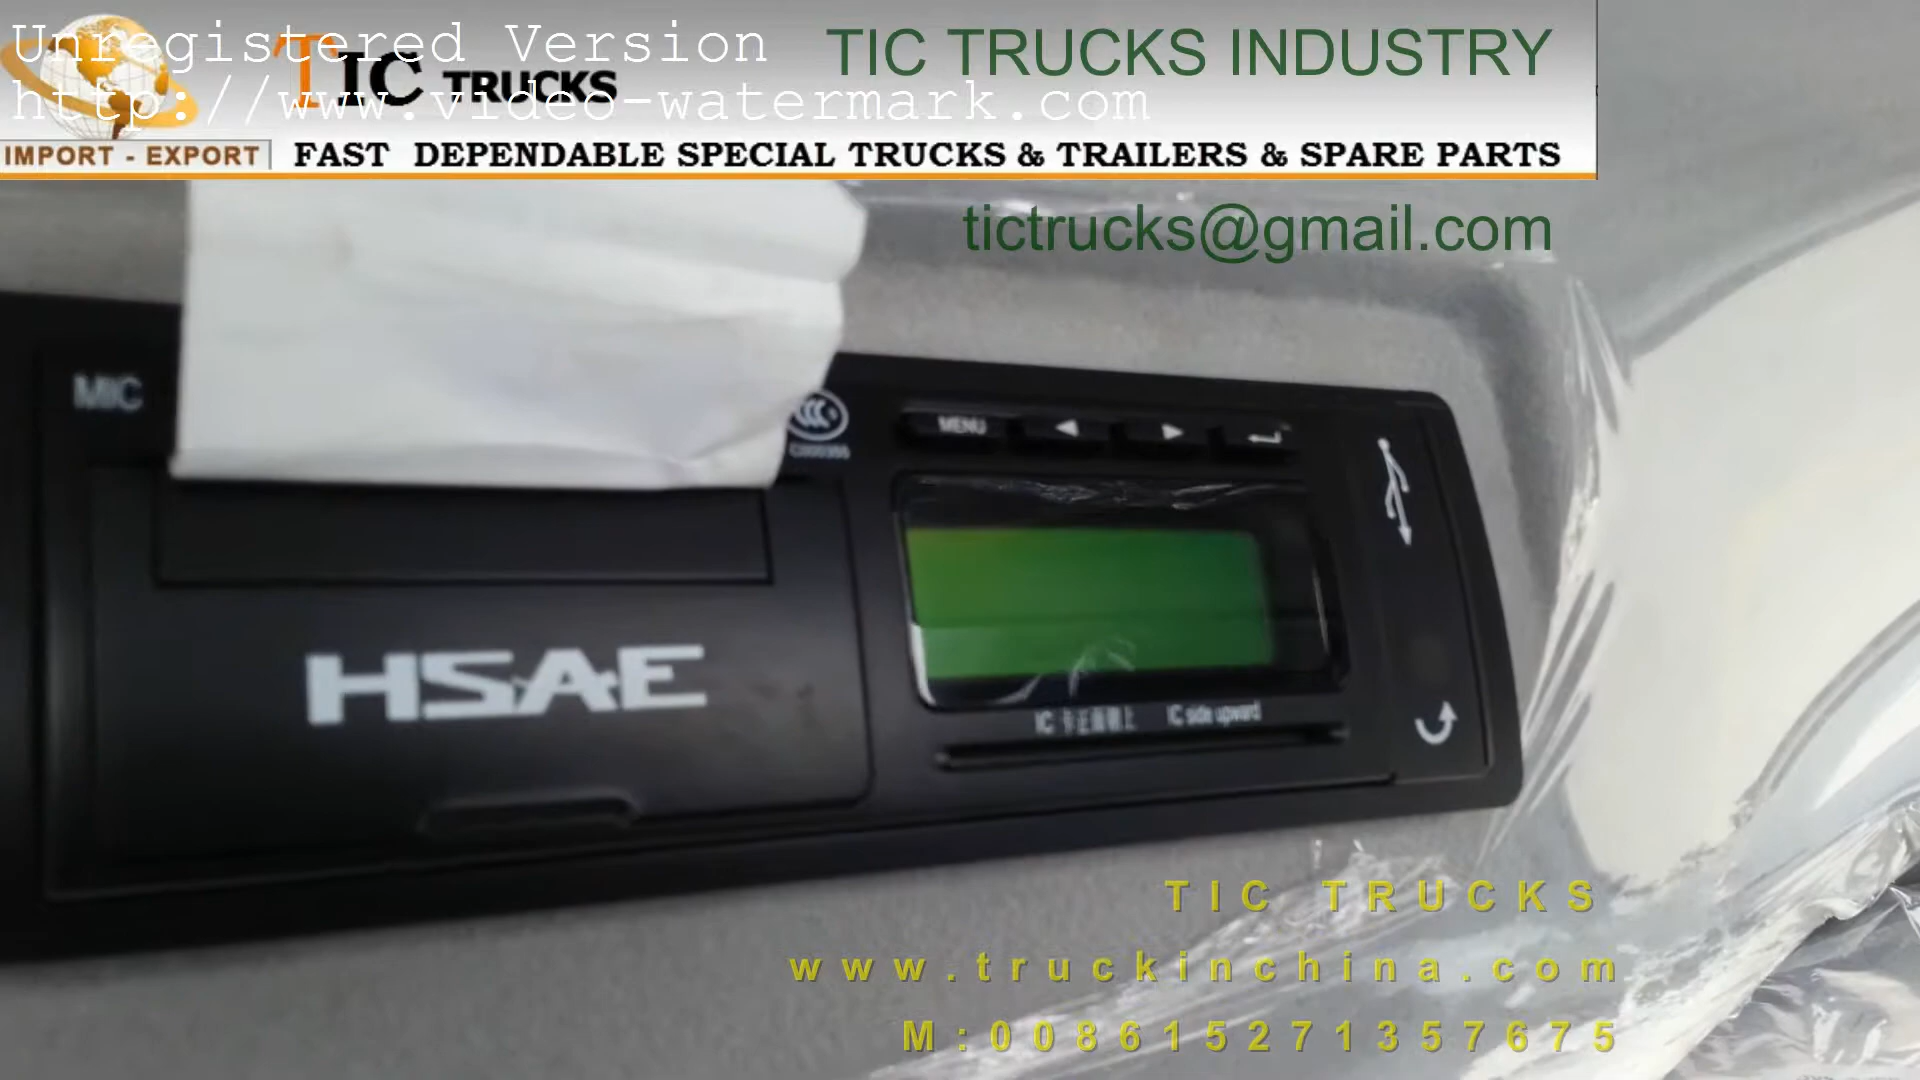 Unregistered Version
http://www.video-watermark.com
TIC TRUCKS
TIC TRUCKS INDUSTRY
IMPORT - EXPORT
FAST DEPENDABLE SPECIAL TRUCKS & TRAILERS & SPARE PARTS
tictrucks@gmail.com
MIC
MENU
HSAE
IC
IC side upward
TIC TRUCKS
www.truckinchina.com
M:008615271357675